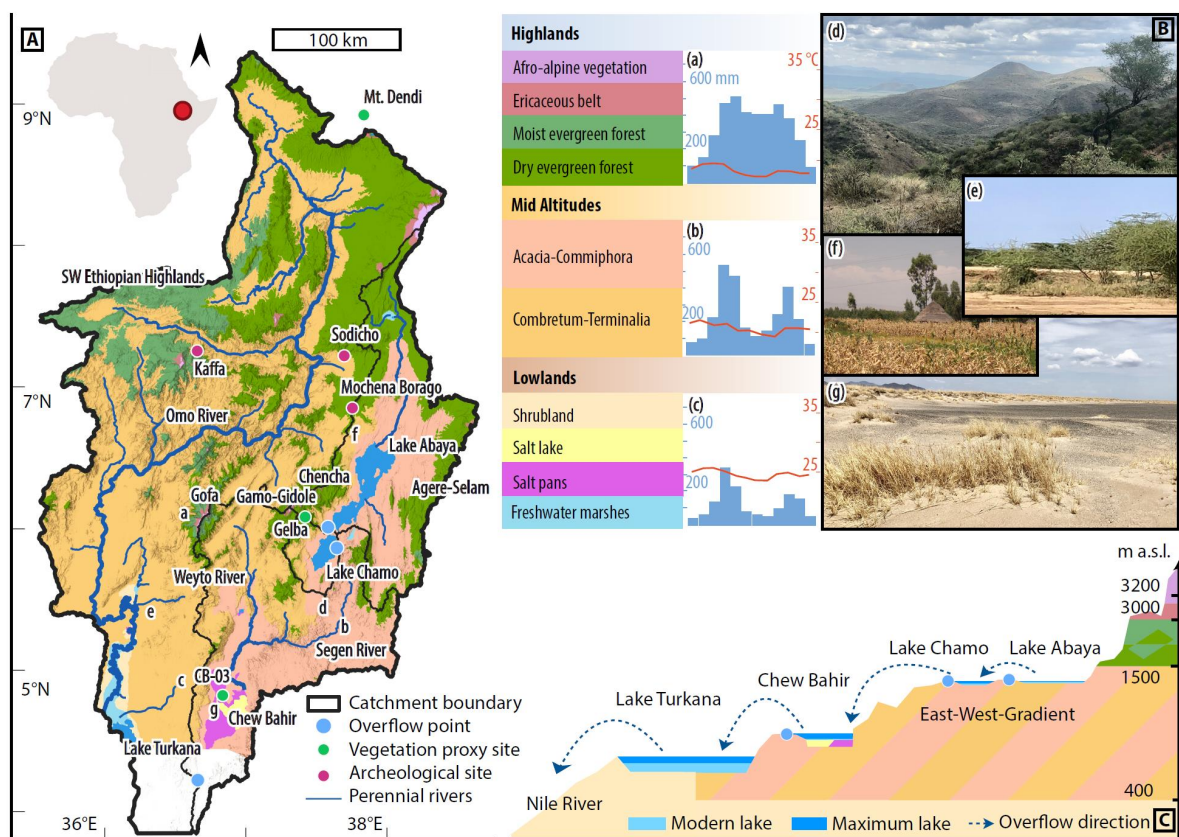 A
100 km
Mt. Dendi
9°N
SW Ethiopian Highlands
Sodicho
Kaffa
7°N
Mochena Borago
Omo River
f
Lake Abaya
Chencha
Agere-Selam
Gofa
Gamo-Gidole
a
Gelba
Lake Chamo
Weyto River
e
d
b
Segen River
c
CB-03
5°N
g
Chew Bahir
Lake Turkana
36°E
38°E
Catchment boundary
Overflow point
Vegetation proxy site
Archeological site
Perennial rivers
Highlands
Afro-alpine vegetation
Ericaceous belt
Moist evergreen forest
Dry evergreen forest
(a)
35 °C
600 mm
25
200
15
Mid Altitudes
Acacia-Commiphora
Combretum-Terminalia
(b)
35
600
25
200
15
Lowlands
Shrubland
Salt lake
Salt pans
Freshwater marshes
(c)
35
600
25
200
B
(d)
(e)
(f)
(g)
m a.s.l.
3200
3000
1500
400
Lake Chamo
Lake Abaya
Chew Bahir
Lake Turkana
East-West-Gradient
Nile River
Modern lake
Maximum lake
Overflow direction
C